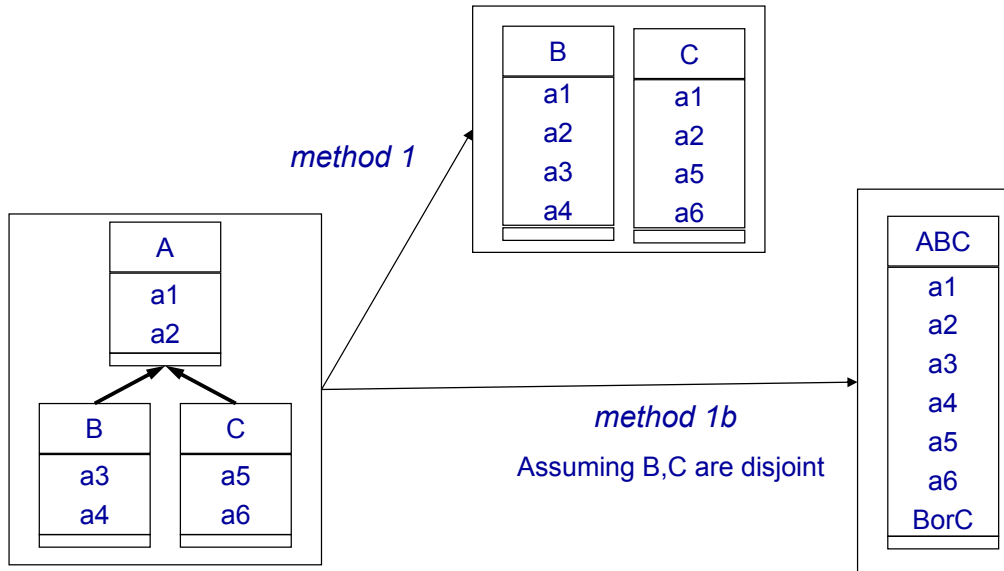 B
a1
a2
a3
a4
C
a1
a2
a5
a6
method 1
A
a1
a2
B
a3
a4
C
a5
a6
method 1b
Assuming B,C are disjoint
ABC
a1
a2
a3
a4
a5
a6
BorC